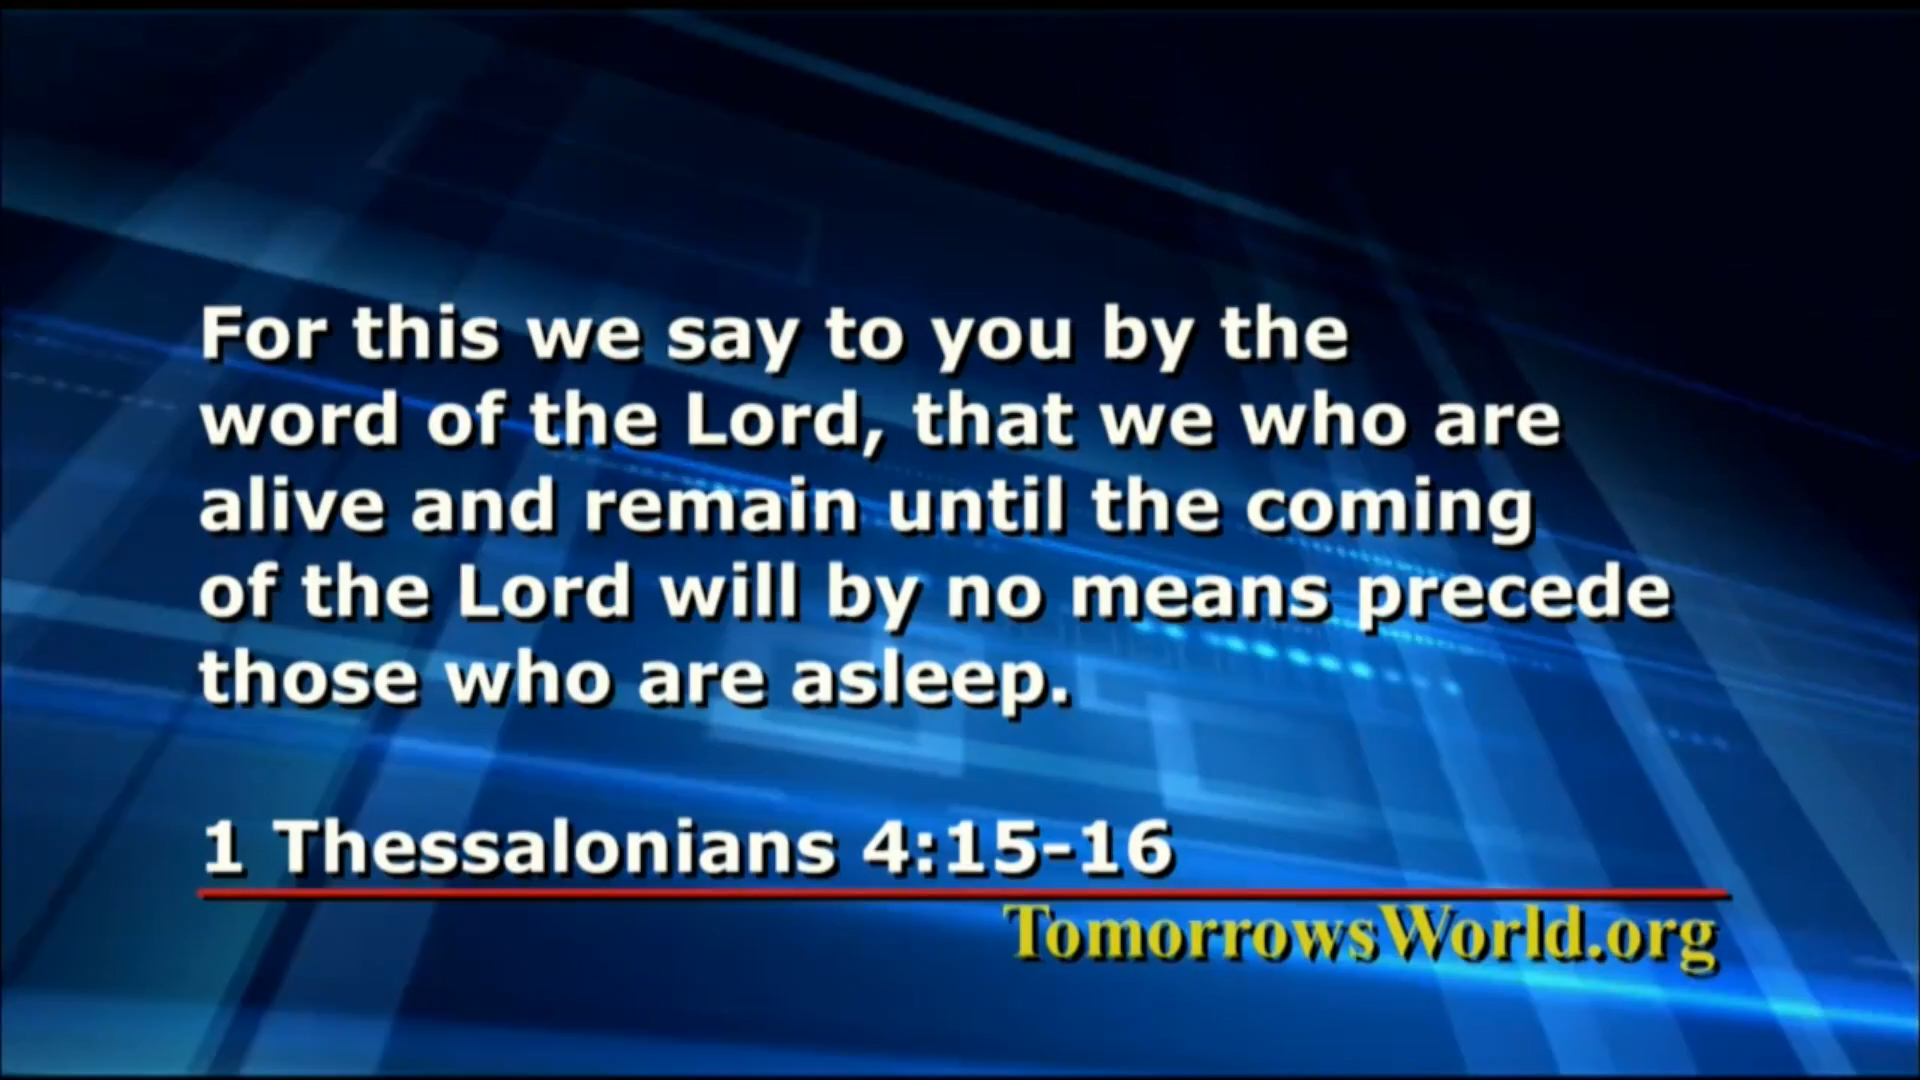 For this we say to you by the
word of the Lord, that we who are
alive and remain until the coming
of the Lord will by no means precede
those who are asleep.
1 Thessalonians 4:15-16
TomorrowsWorld.org